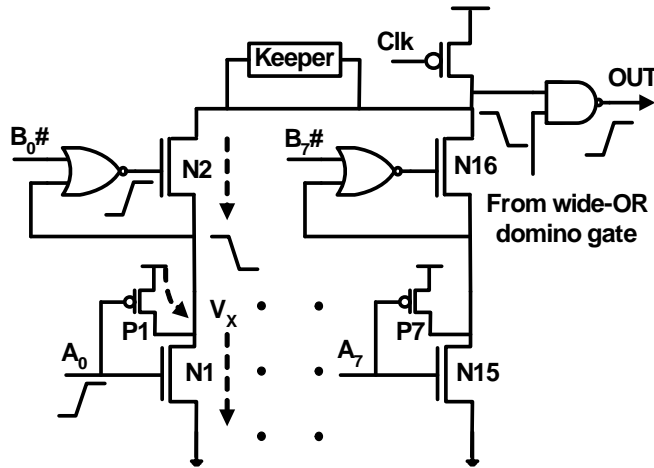 Clk
Keeper
OUT
B0#
B7#
N2
N16
From wide-OR
domino gate
P1
VX
P7
A0
N1
A7
N15